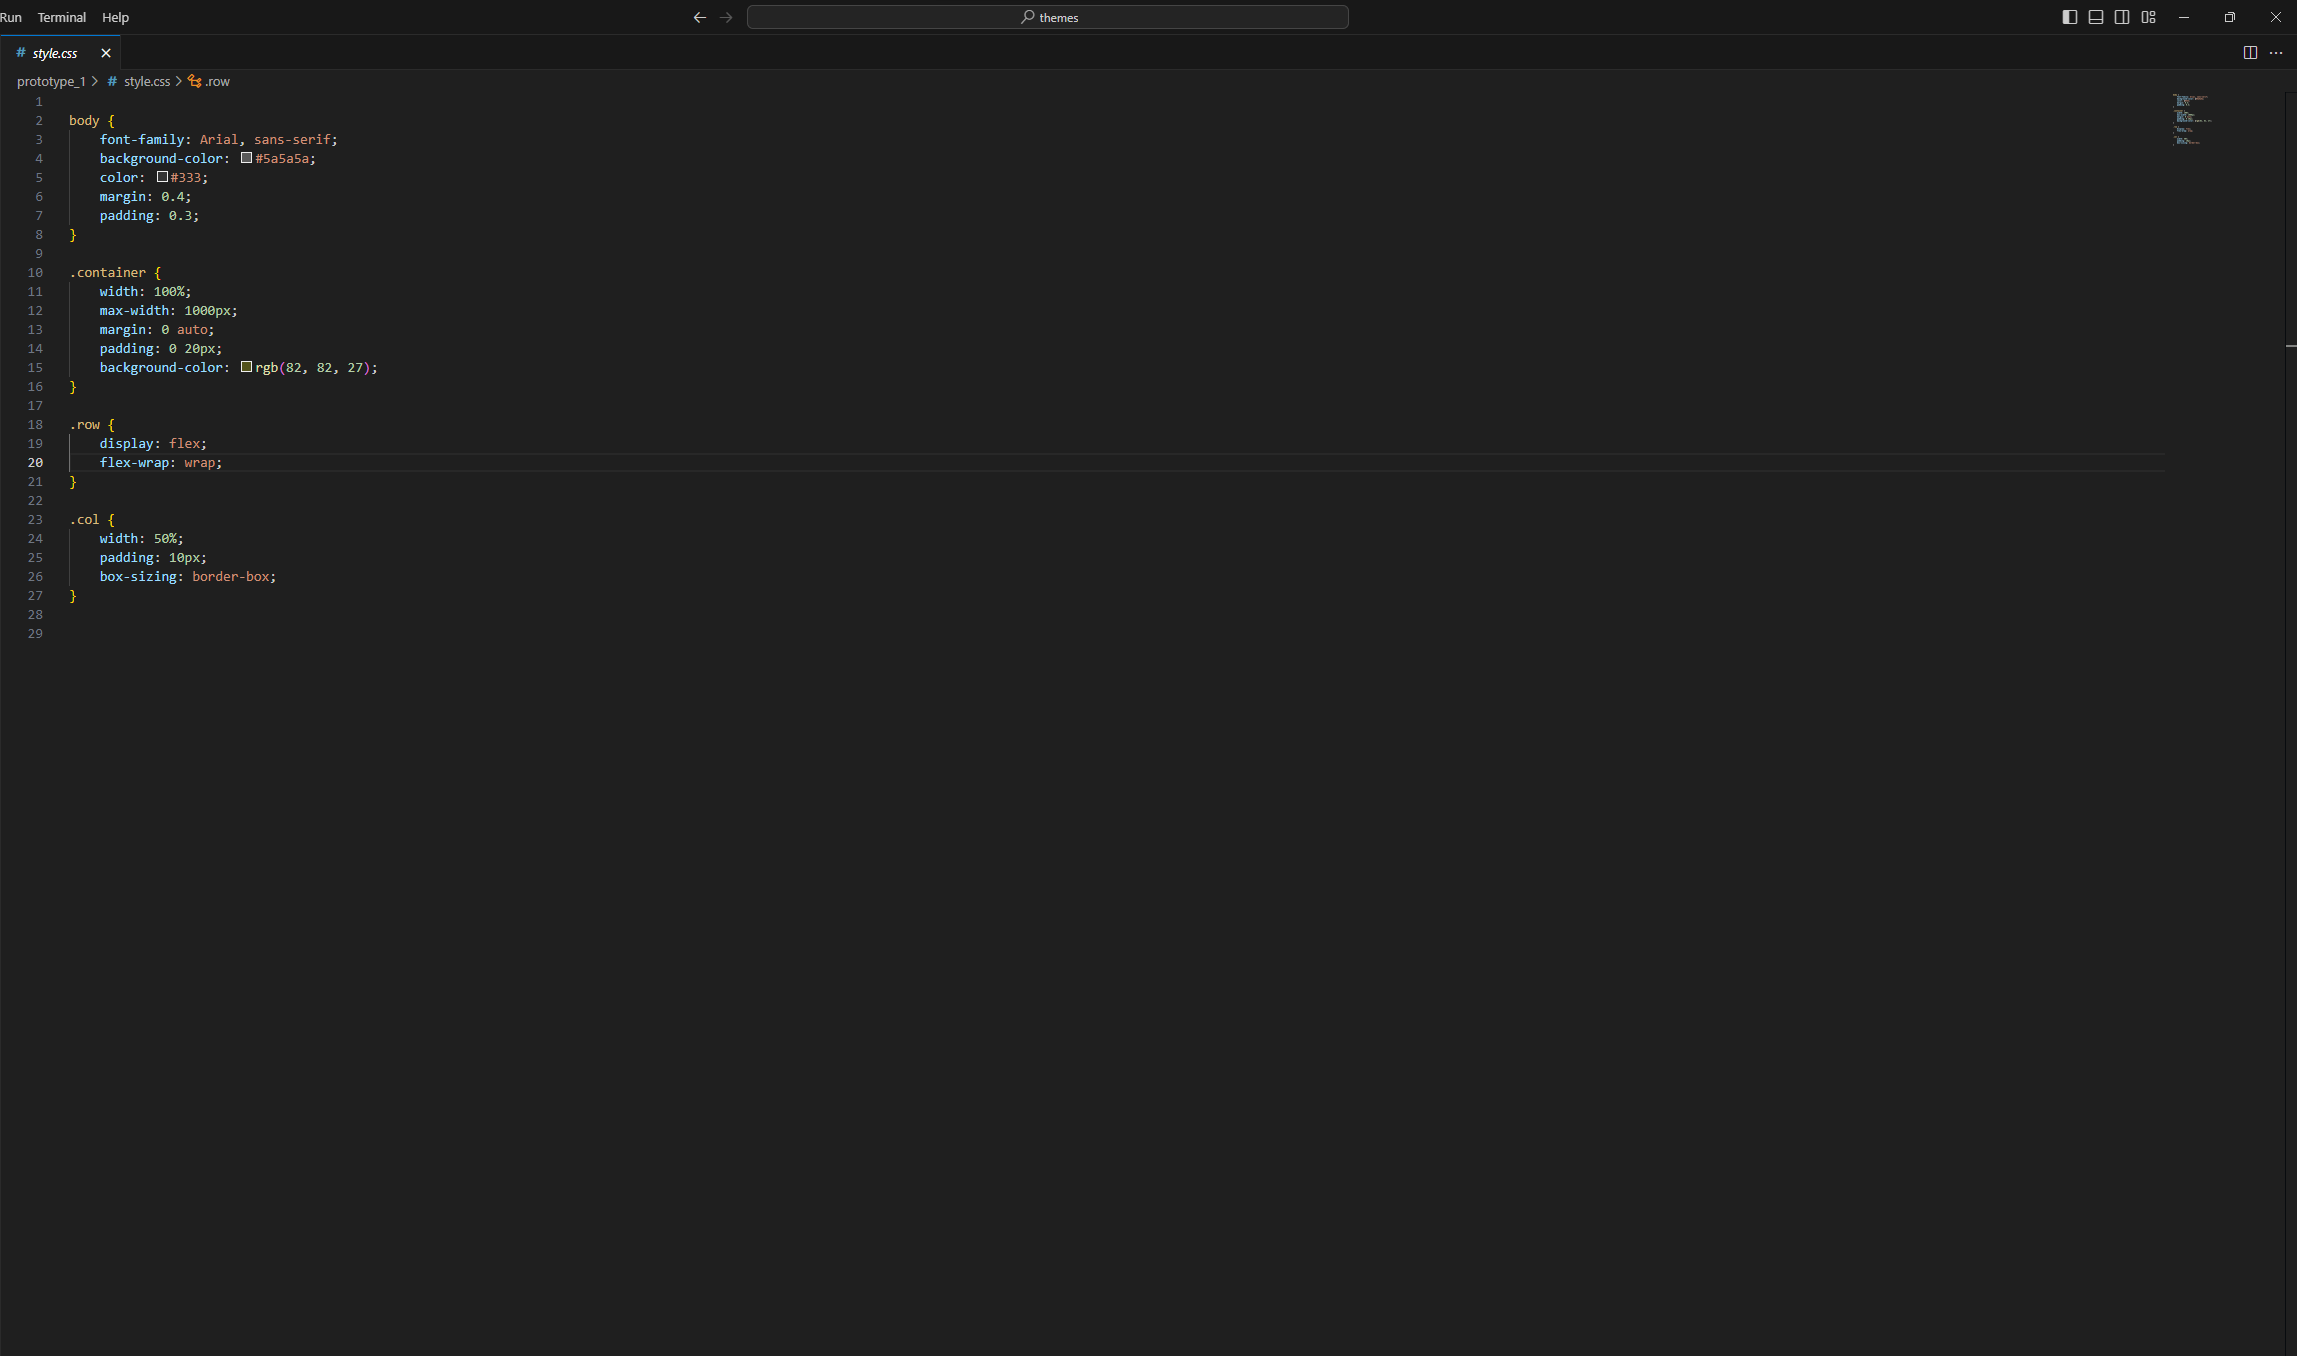 Run Terminal Help
themes
# style.css
prototype_1 > # style.css > .row
1
2 body {
3 font-family: Arial, sans-serif;
4 background-color: #5a5a5a;
5 color: #333;
6 margin: 0.4;
7 padding: 0.3;
8 }
9
10 .container {
11 width: 100%;
12 max-width: 1000px;
13 margin: 0 auto;
14 padding: 0 20px;
15 background-color: rgb(82, 82, 27);
16 }
17
18 .row {
19 display: flex;
20 flex-wrap: wrap;
21 }
22
23 .col {
24 width: 50%;
25 padding: 10px;
26 box-sizing: border-box;
27 }
28
29